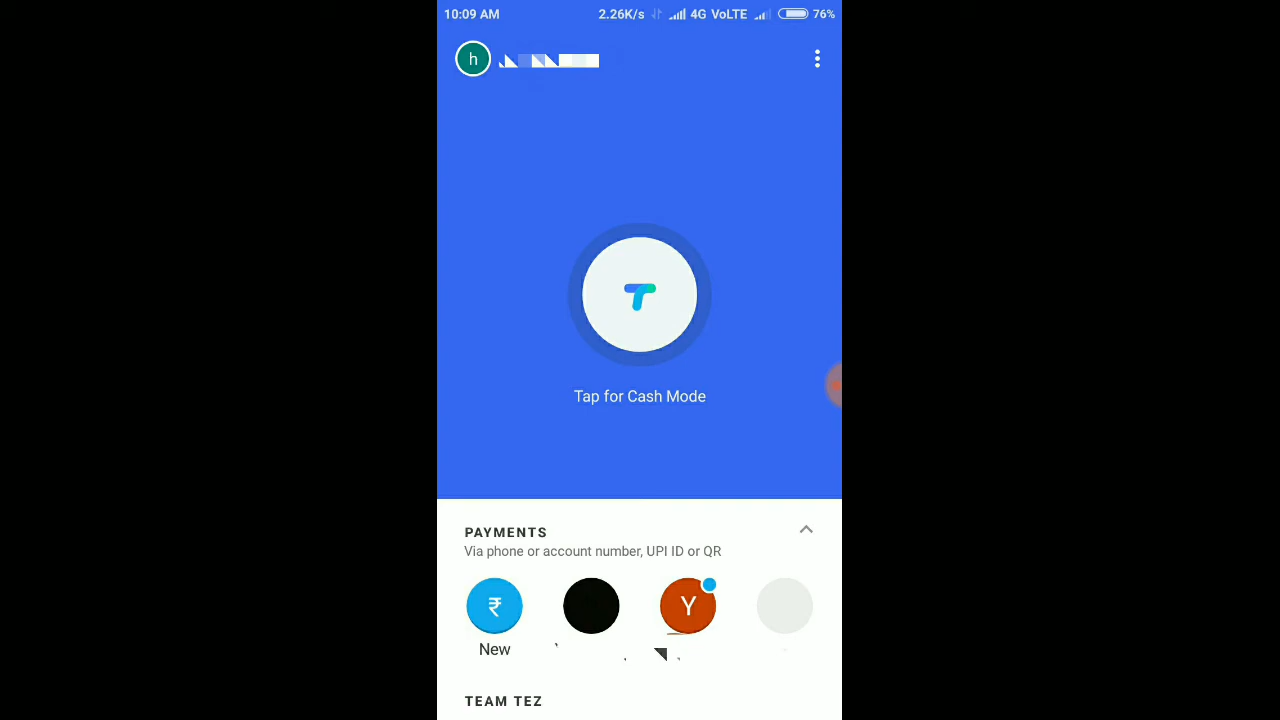 10:09 AM 2.26K/s 4G VoLTE 76%
h
Tap for Cash Mode
PAYMENTS
Via phone or account number, UPI ID or QR
₹ Y
New
TEAM TEZ